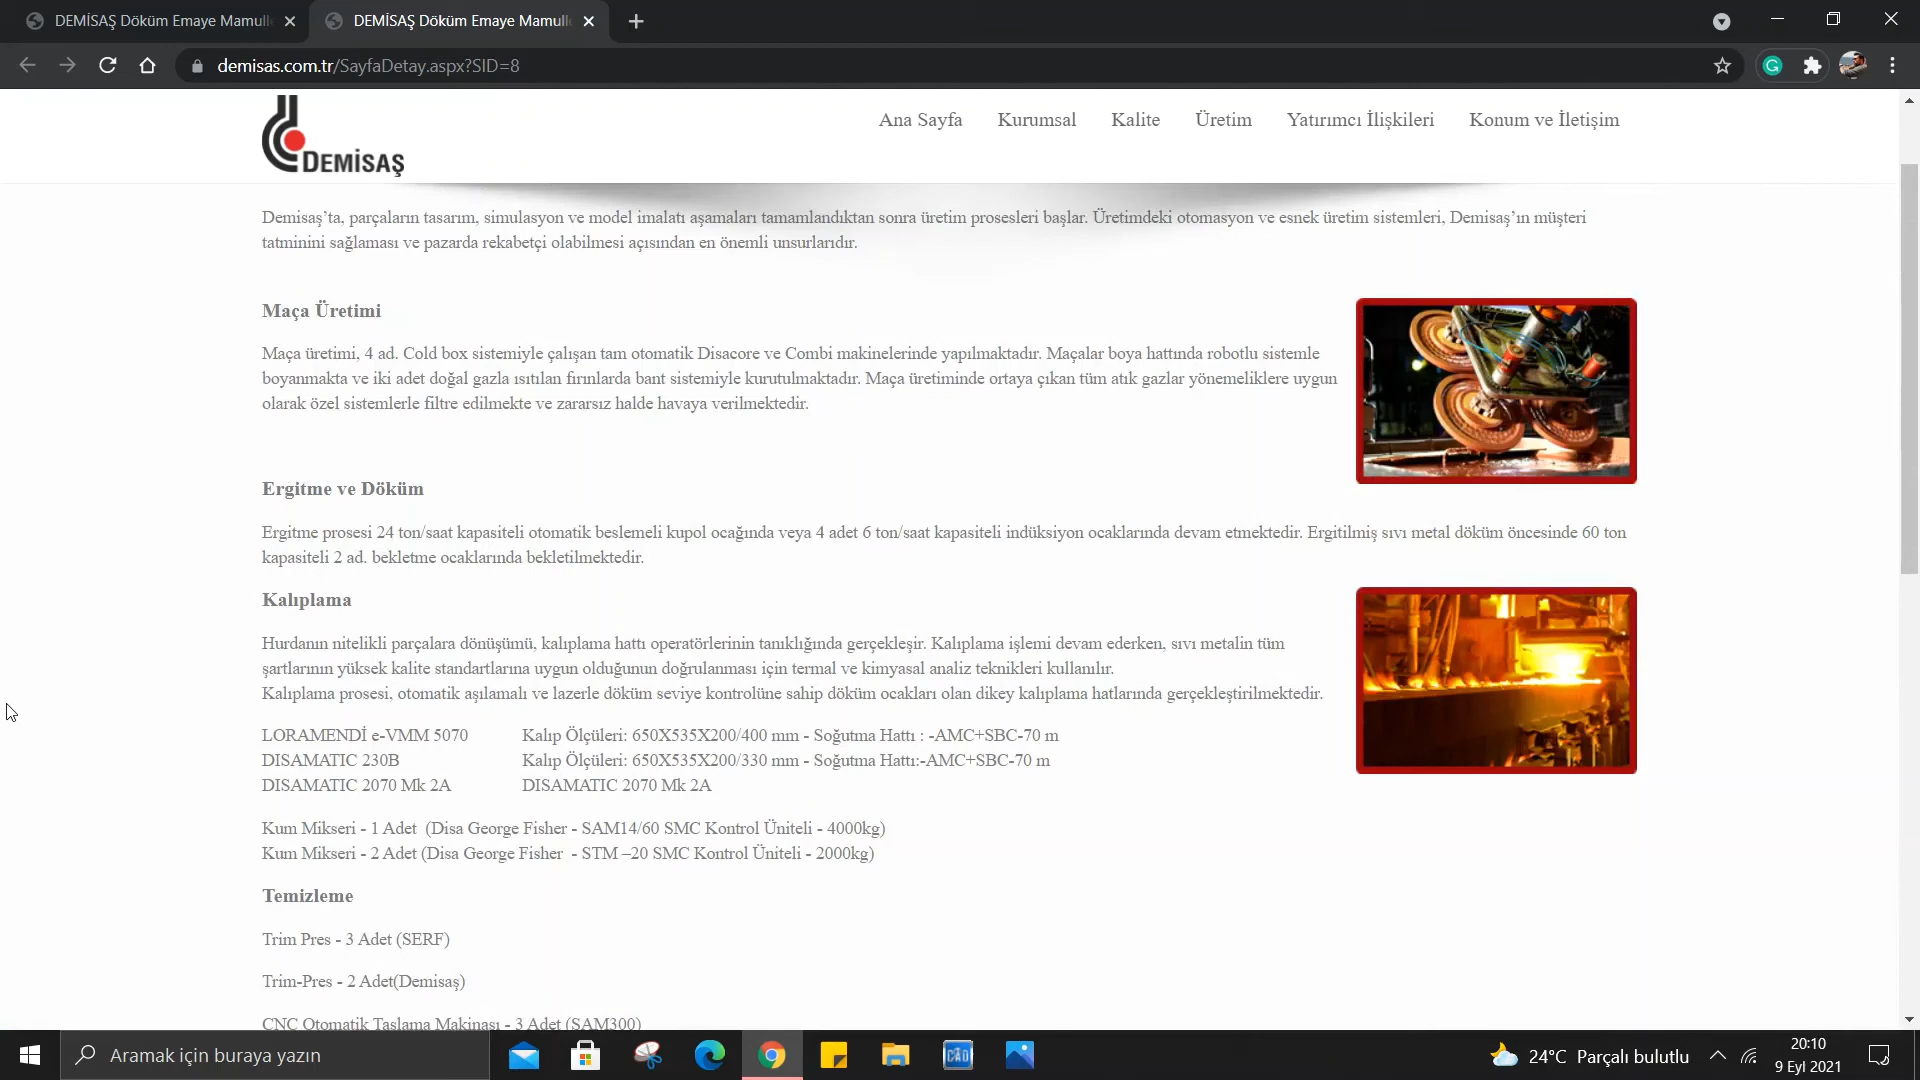 DEMİSAŞ Döküm Emaye Mamull
DEMİSAŞ Döküm Emaye Mamull
demisas.com.tr/SayfaDetay.aspx?SID=8
DEMİSAŞ
Ana Sayfa Kurumsal Kalite Üretim Yatırımcı İlişkileri Konum ve İletişim
Demisaş’ta, parçaların tasarım, simulasyon ve model imalatı aşamaları tamamlandıktan sonra üretim prosesleri başlar. Üretimdeki otomasyon ve esnek üretim sistemleri, Demisaş’ın müşteri
tatminini sağlaması ve pazarda rekabetçi olabilmesi açısından en önemli unsurlarıdır.
Maça Üretimi
Maça üretimi, 4 ad. Cold box sistemiyle çalışan tam otomatik Disacore ve Combi makinelerinde yapılmaktadır. Maçalar boya hattında robotlu sistemle
boyanmakta ve iki adet doğal gazla ısıtılan fırınlarda bant sistemiyle kurutulmaktadır. Maça üretiminde ortaya çıkan tüm atık gazlar yönemeliklere uygun
olarak özel sistemlerle filtre edilmekte ve zararsız halde havaya verilmektedir.
Ergitme ve Döküm
Ergitme prosesi 24 ton/saat kapasiteli otomatik beslemeli kupol ocağında veya 4 adet 6 ton/saat kapasiteli indüksiyon ocaklarında devam etmektedir. Ergitilmiş sıvı metal döküm öncesinde 60 ton
kapasiteli 2 ad. bekletme ocaklarında bekletilmektedir.
Kalıplama
Hurdanın nitelikli parçalara dönüşümü, kalıplama hattı operatörlerinin tanıklığında gerçekleşir. Kalıplama işlemi devam ederken, sıvı metalin tüm
şartlarının yüksek kalite standartlarına uygun olduğunun doğrulanması için termal ve kimyasal analiz teknikleri kullanılır.
Kalıplama prosesi, otomatik aşılamalı ve lazerle döküm seviye kontrolüne sahip döküm ocakları olan dikey kalıplama hatlarında gerçekleştirilmektedir.
LORAMENDİ e-VMM 5070 Kalıp Ölçüleri: 650X535X200/400 mm - Soğutma Hattı : -AMC+SBC-70 m
DISAMATIC 230B Kalıp Ölçüleri: 650X535X200/330 mm - Soğutma Hattı:-AMC+SBC-70 m
DISAMATIC 2070 Mk 2A DISAMATIC 2070 Mk 2A
Kum Mikseri - 1 Adet (Disa George Fisher - SAM14/60 SMC Kontrol Üniteli - 4000kg)
Kum Mikseri - 2 Adet (Disa George Fisher - STM –20 SMC Kontrol Üniteli - 2000kg)
Temizleme
Trim Pres - 3 Adet (SERF)
Trim-Pres - 2 Adet(Demisaş)
CNC Otomatik Taşlama Makinası - 3 Adet (SAM300)
Aramak için buraya yazın
24°C Parçalı bulutlu
20:10
9 Eyl 2021